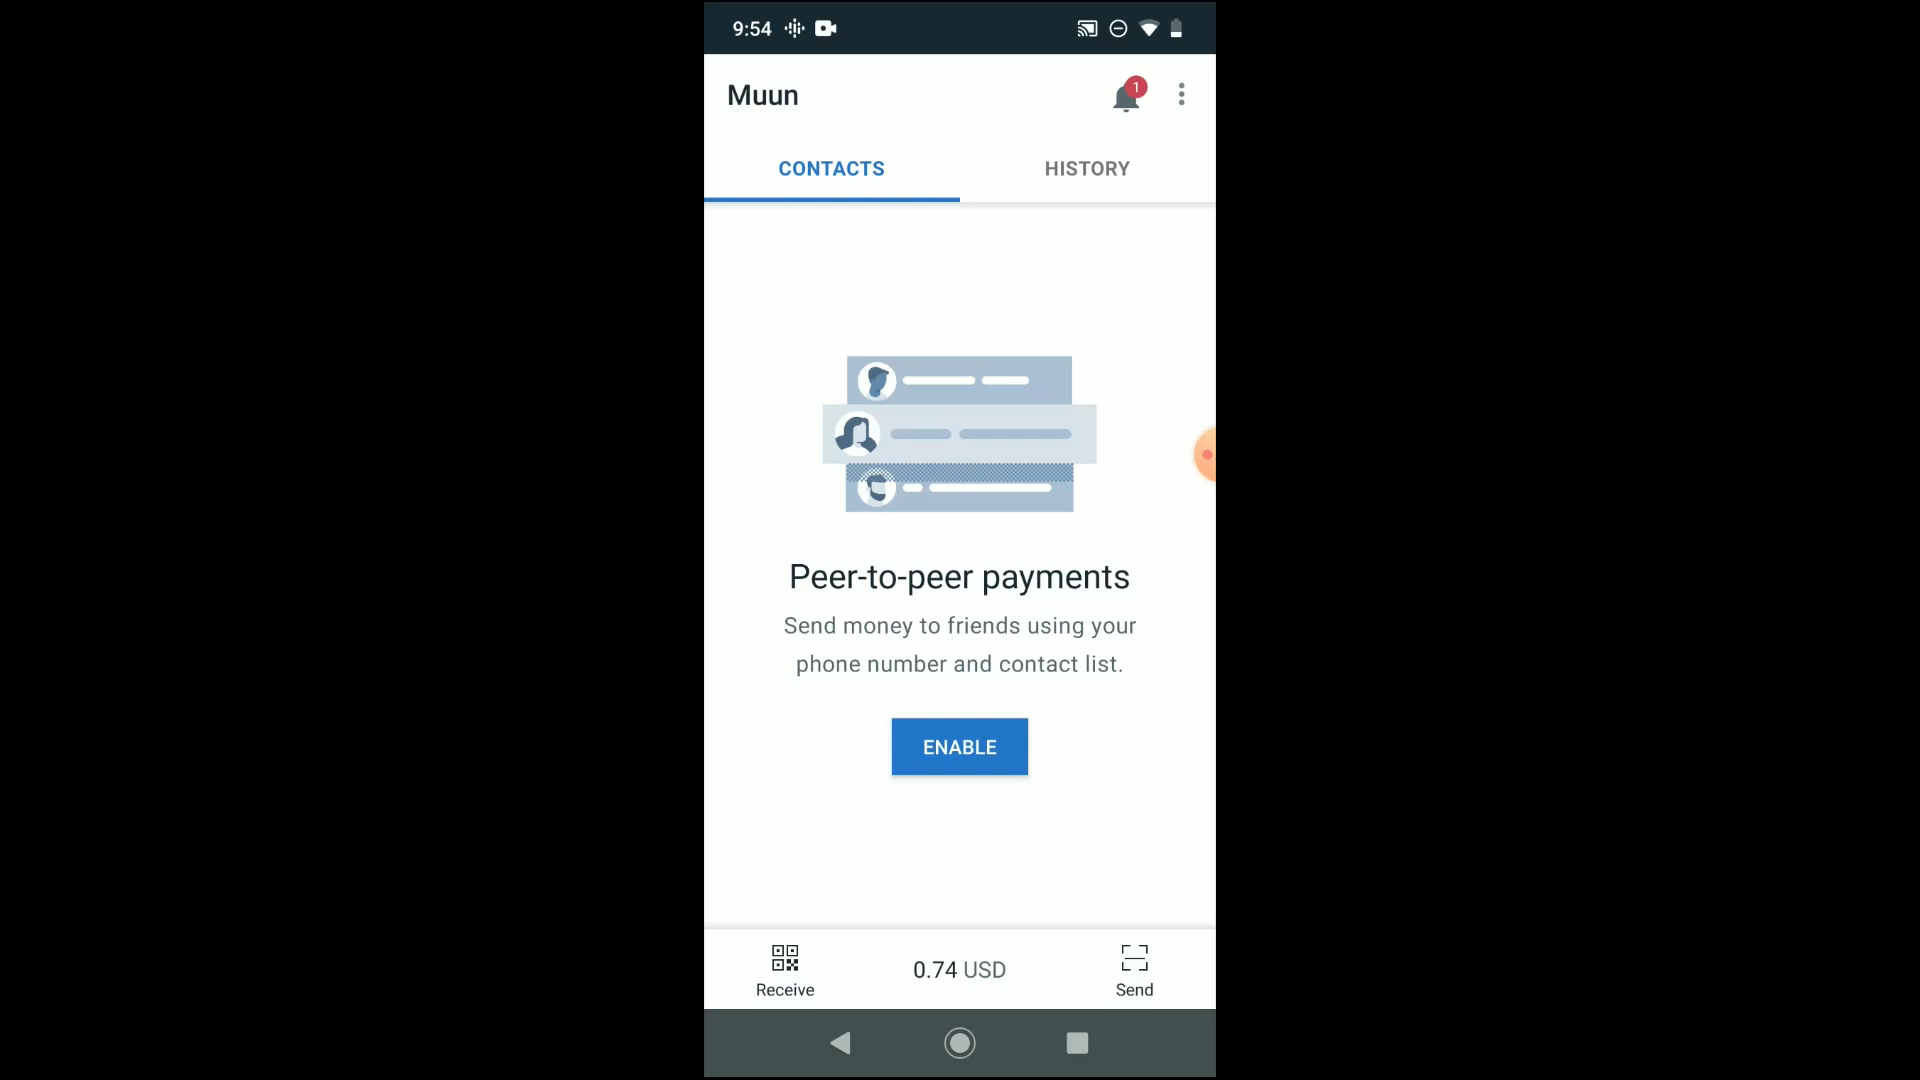 9:54
Muun
1
CONTACTS
HISTORY
Peer-to-peer payments
Send money to friends using your
phone number and contact list.
ENABLE
0.74 USD
Receive
Send